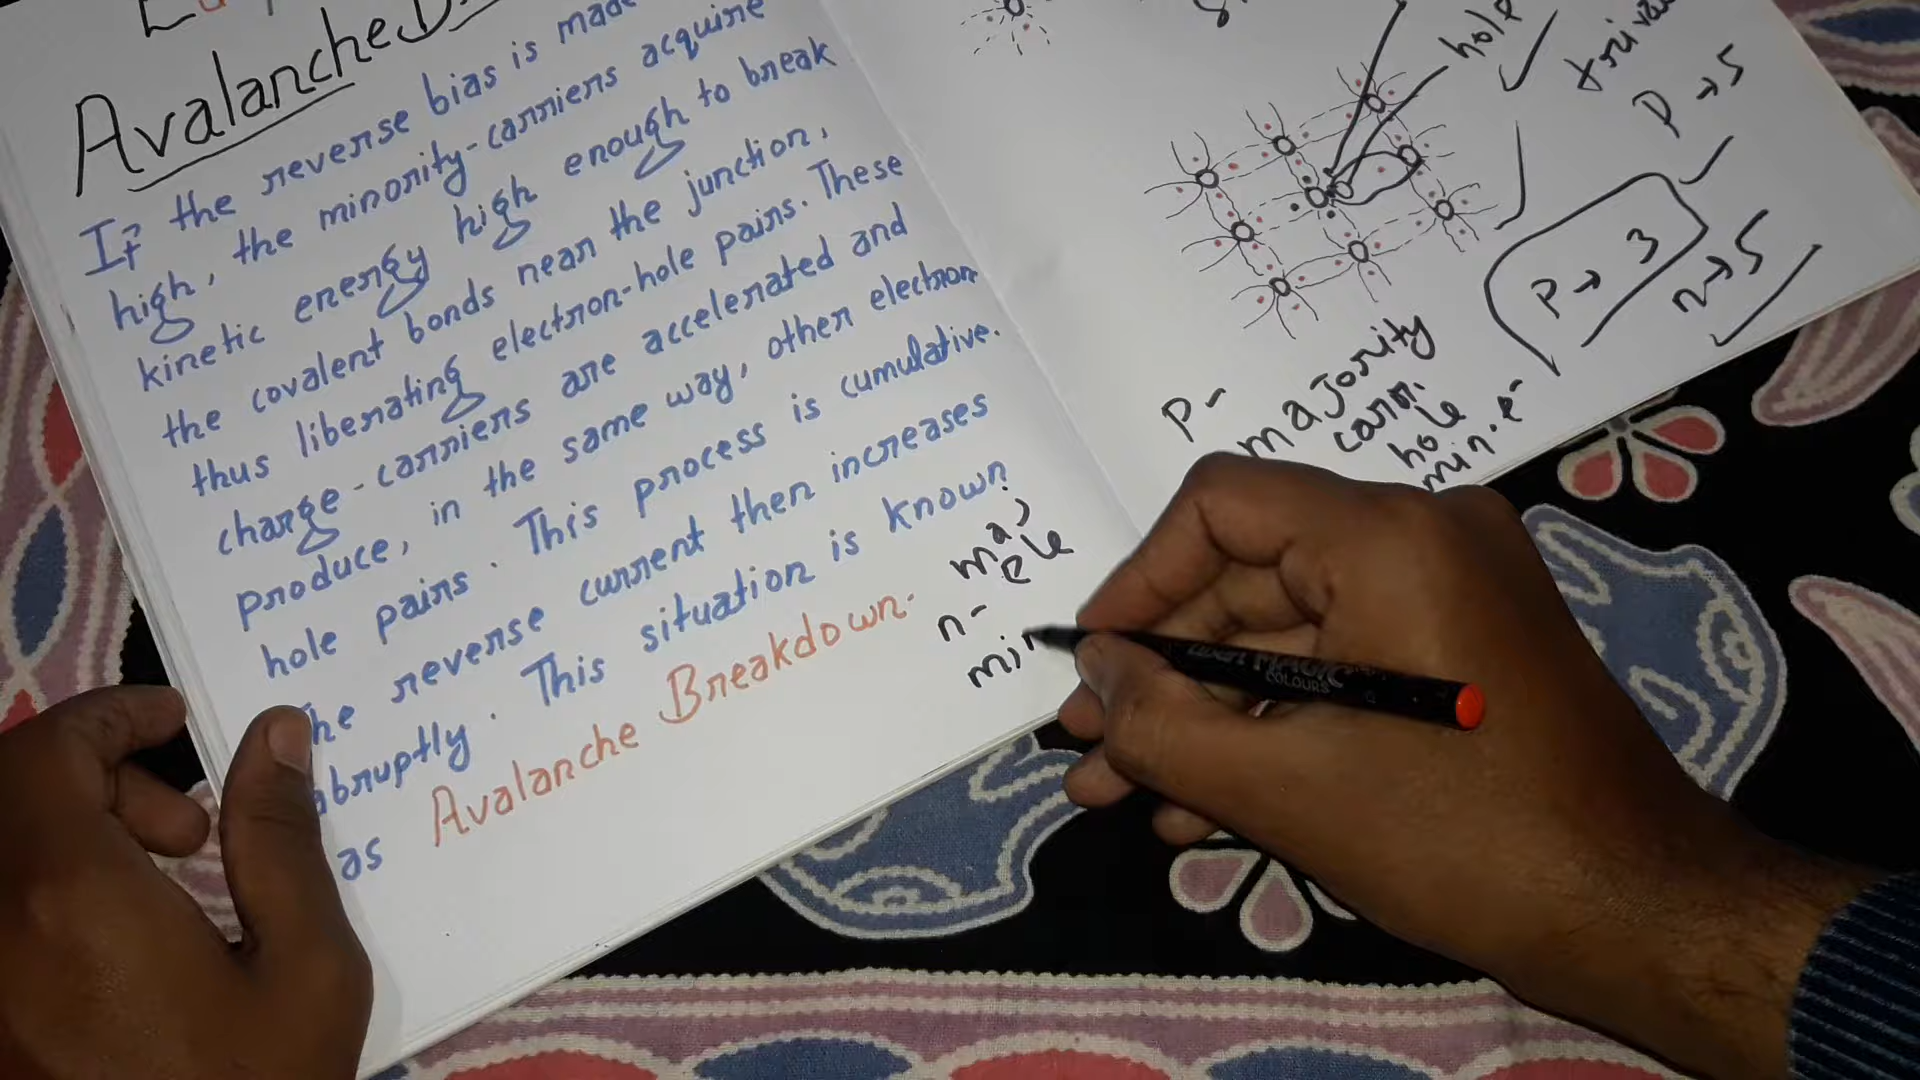 Avalanche
If the reverse bias is made
high, the minority-carriers acquire
kinetic energy high enough to break
the covalent bonds near the junction,
thus liberating electron-hole pairs. These
charge-carriers are accelerated and
produce, in the same way, other electron
hole pairs. This process is cumulative.
The reverse current then increases
abruptly. This situation is known
as Avalanche Breakdown.
maj
ele
n-
min
hole
P → 5
P → 3
n → 5
P- majority
carr.
hole
min. e-
MAGIC
COLOURS